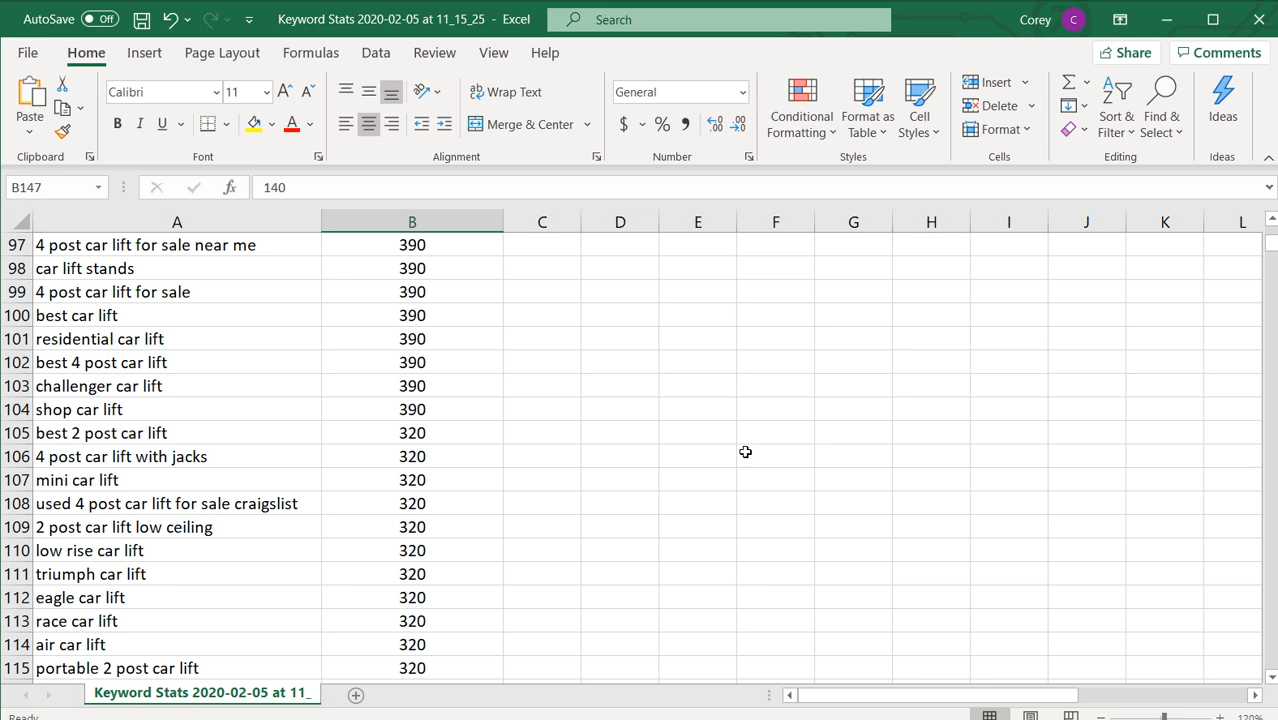 AutoSave Off Keyword Stats 2020-02-05 at 11_15_25 - Excel Search Corey C
File Home Insert Page Layout Formulas Data Review View Help Share Comments
Paste Calibri 11 A A Wrap Text General Conditional Formatting Format as Table Cell Styles Insert Sort & Filter Find & Select Ideas
B I U A Merge & Center $ % , Delete
Format
Clipboard Font Alignment Number Styles Cells Editing Ideas
B147 fx 140
A B C D E F G H I J K L
97 4 post car lift for sale near me 390
98 car lift stands 390
99 4 post car lift for sale 390
100 best car lift 390
101 residential car lift 390
102 best 4 post car lift 390
103 challenger car lift 390
104 shop car lift 390
105 best 2 post car lift 320
106 4 post car lift with jacks 320
107 mini car lift 320
108 used 4 post car lift for sale craigslist 320
109 2 post car lift low ceiling 320
110 low rise car lift 320
111 triumph car lift 320
112 eagle car lift 320
113 race car lift 320
114 air car lift 320
115 portable 2 post car lift 320
Keyword Stats 2020-02-05 at 11_
Ready 120%